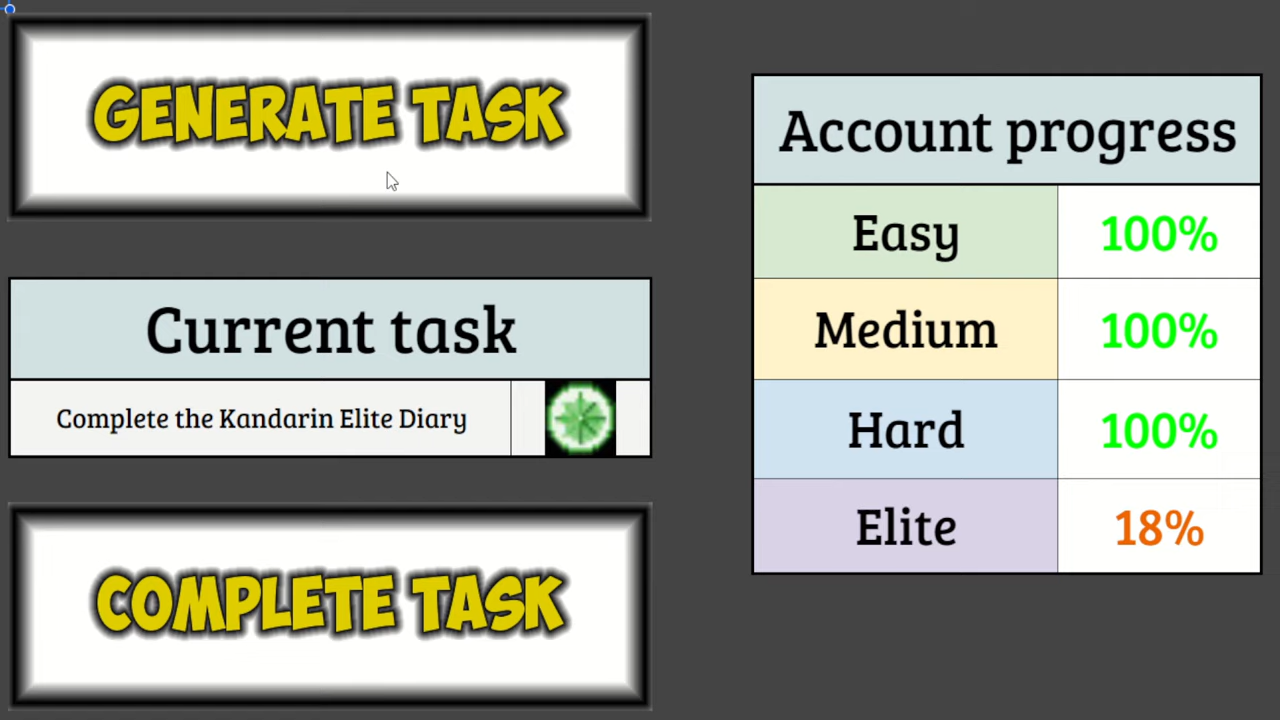 GENERATE TASK
Current task
Complete the Kandarin Elite Diary
COMPLETE TASK
Account progress
Easy 100%
Medium 100%
Hard 100%
Elite 18%